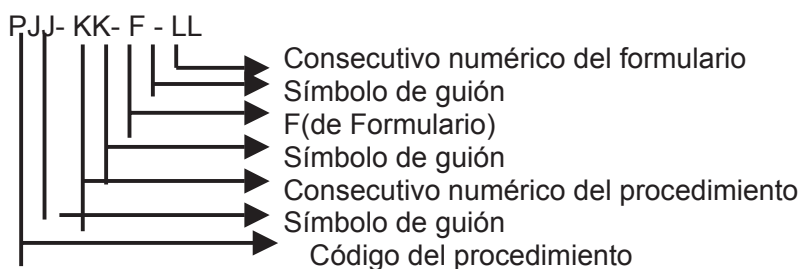 PJJ- KK- F - LL
Consecutivo numérico del formulario
Símbolo de guión
F(de Formulario)
Símbolo de guión
Consecutivo numérico del procedimiento
Símbolo de guión
Código del procedimiento